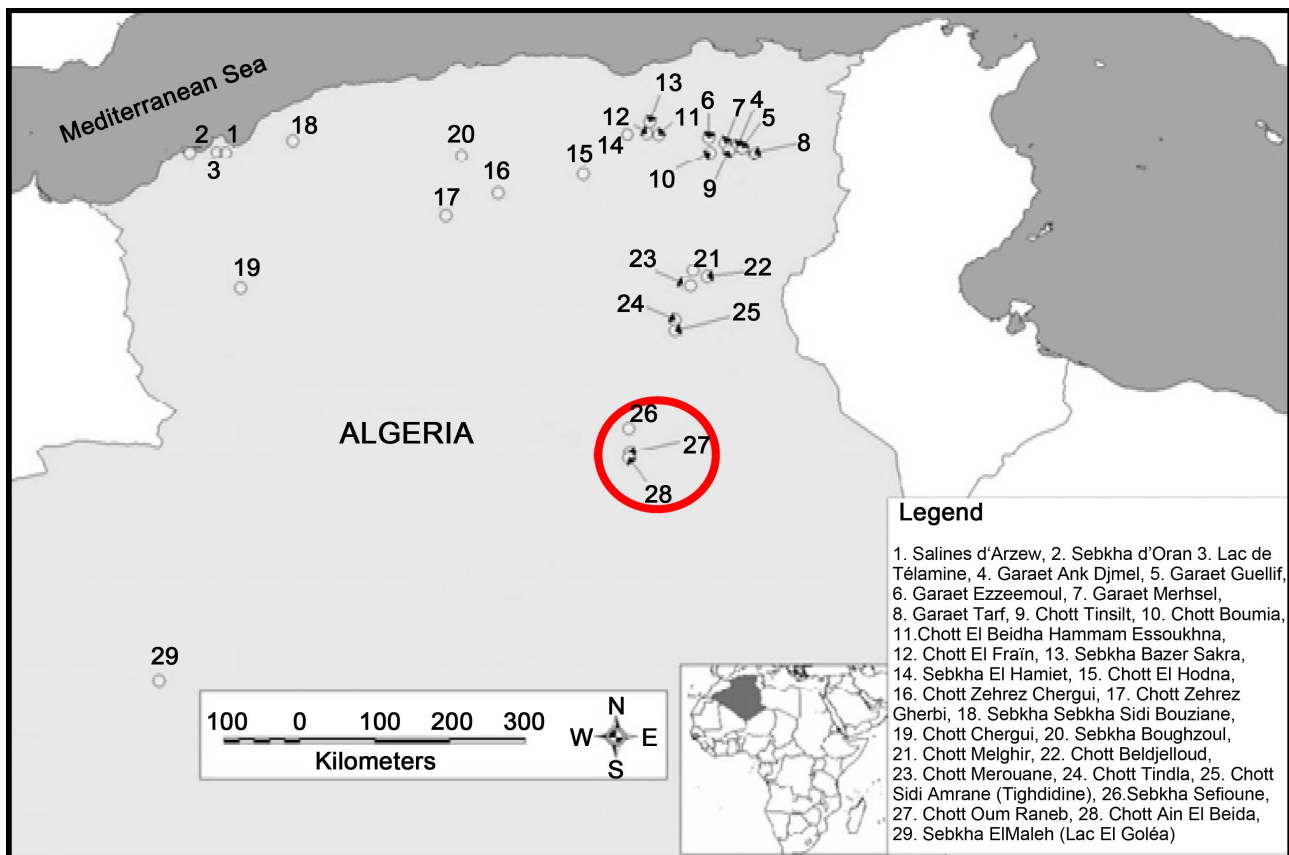 Mediterranean Sea
13
6
7
4
5
12
11
2
1
18
20
14
8
3
15
10
9
16
17
23
21
22
19
24
25
26
ALGERIA
27
28
Legend
1. Salines d‘Arzew, 2. Sebkha d’Oran 3. Lac de
Télamine, 4. Garaet Ank Djmel, 5. Garaet Guellif,
6. Garaet Ezzeemoul, 7. Garaet Merhsel,
8. Garaet Tarf, 9. Chott Tinsilt, 10. Chott Boumia,
11.Chott El Beidha Hammam Essoukhna,
12. Chott El Fraïn, 13. Sebkha Bazer Sakra,
14. Sebkha El Hamiet, 15. Chott El Hodna,
16. Chott Zehrez Chergui, 17. Chott Zehrez
Gherbi, 18. Sebkha Sebkha Sidi Bouziane,
19. Chott Chergui, 20. Sebkha Boughzoul,
21. Chott Melghir, 22. Chott Beldjelloud,
23. Chott Merouane, 24. Chott Tindla, 25. Chott
Sidi Amrane (Tighdidine), 26.Sebkha Sefioune,
27. Chott Oum Raneb, 28. Chott Ain El Beida,
29. Sebkha ElMaleh (Lac El Goléa)
29
100 0 100 200 300
Kilometers
N
W E
S